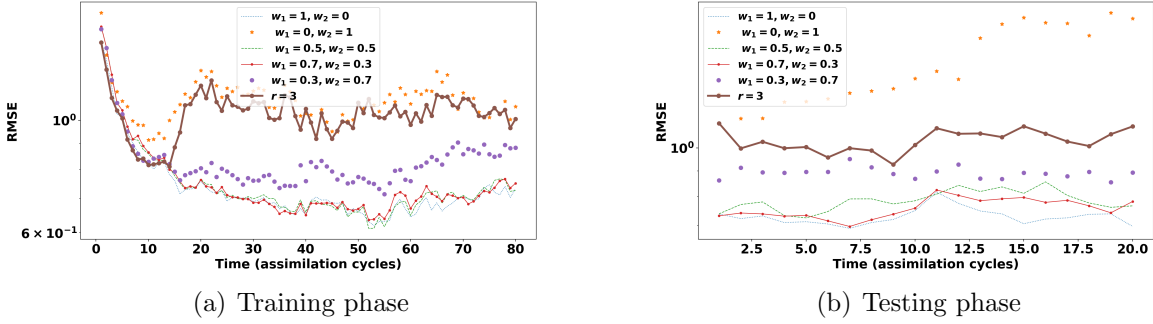 w₁ = 1, w₂ = 0
w₁ = 0, w₂ = 1
w₁ = 0.5, w₂ = 0.5
w₁ = 0.7, w₂ = 0.3
w₁ = 0.3, w₂ = 0.7
r = 3
RMSE
10⁰
6 × 10⁻¹
0 10 20 30 40 50 60 70 80
Time (assimilation cycles)
(a) Training phase
w₁ = 1, w₂ = 0
w₁ = 0, w₂ = 1
w₁ = 0.5, w₂ = 0.5
w₁ = 0.7, w₂ = 0.3
w₁ = 0.3, w₂ = 0.7
r = 3
RMSE
10⁰
2.5 5.0 7.5 10.0 12.5 15.0 17.5 20.0
Time (assimilation cycles)
(b) Testing phase